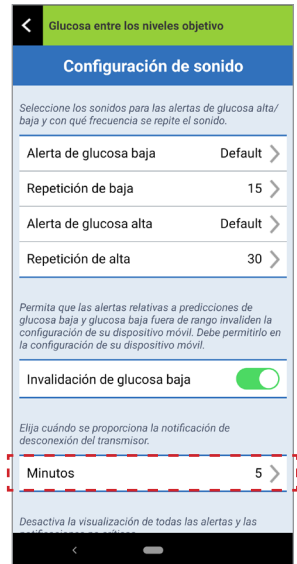 Glucosa entre los niveles objetivo
Configuración de sonido
Seleccione los sonidos para las alertas de glucosa alta/
baja y con qué frecuencia se repite el sonido.
Alerta de glucosa baja Default
Repetición de baja 15
Alerta de glucosa alta Default
Repetición de alta 30
Permita que las alertas relativas a predicciones de
glucosa baja y glucosa baja fuera de rango invaliden la
configuración de su dispositivo móvil. Debe permitirlo en
la configuración de su dispositivo móvil.
Invalidación de glucosa baja
Elija cuándo se proporciona la notificación de
desconexión del transmisor.
Minutos 5
Desactiva la visualización de todas las alertas y las